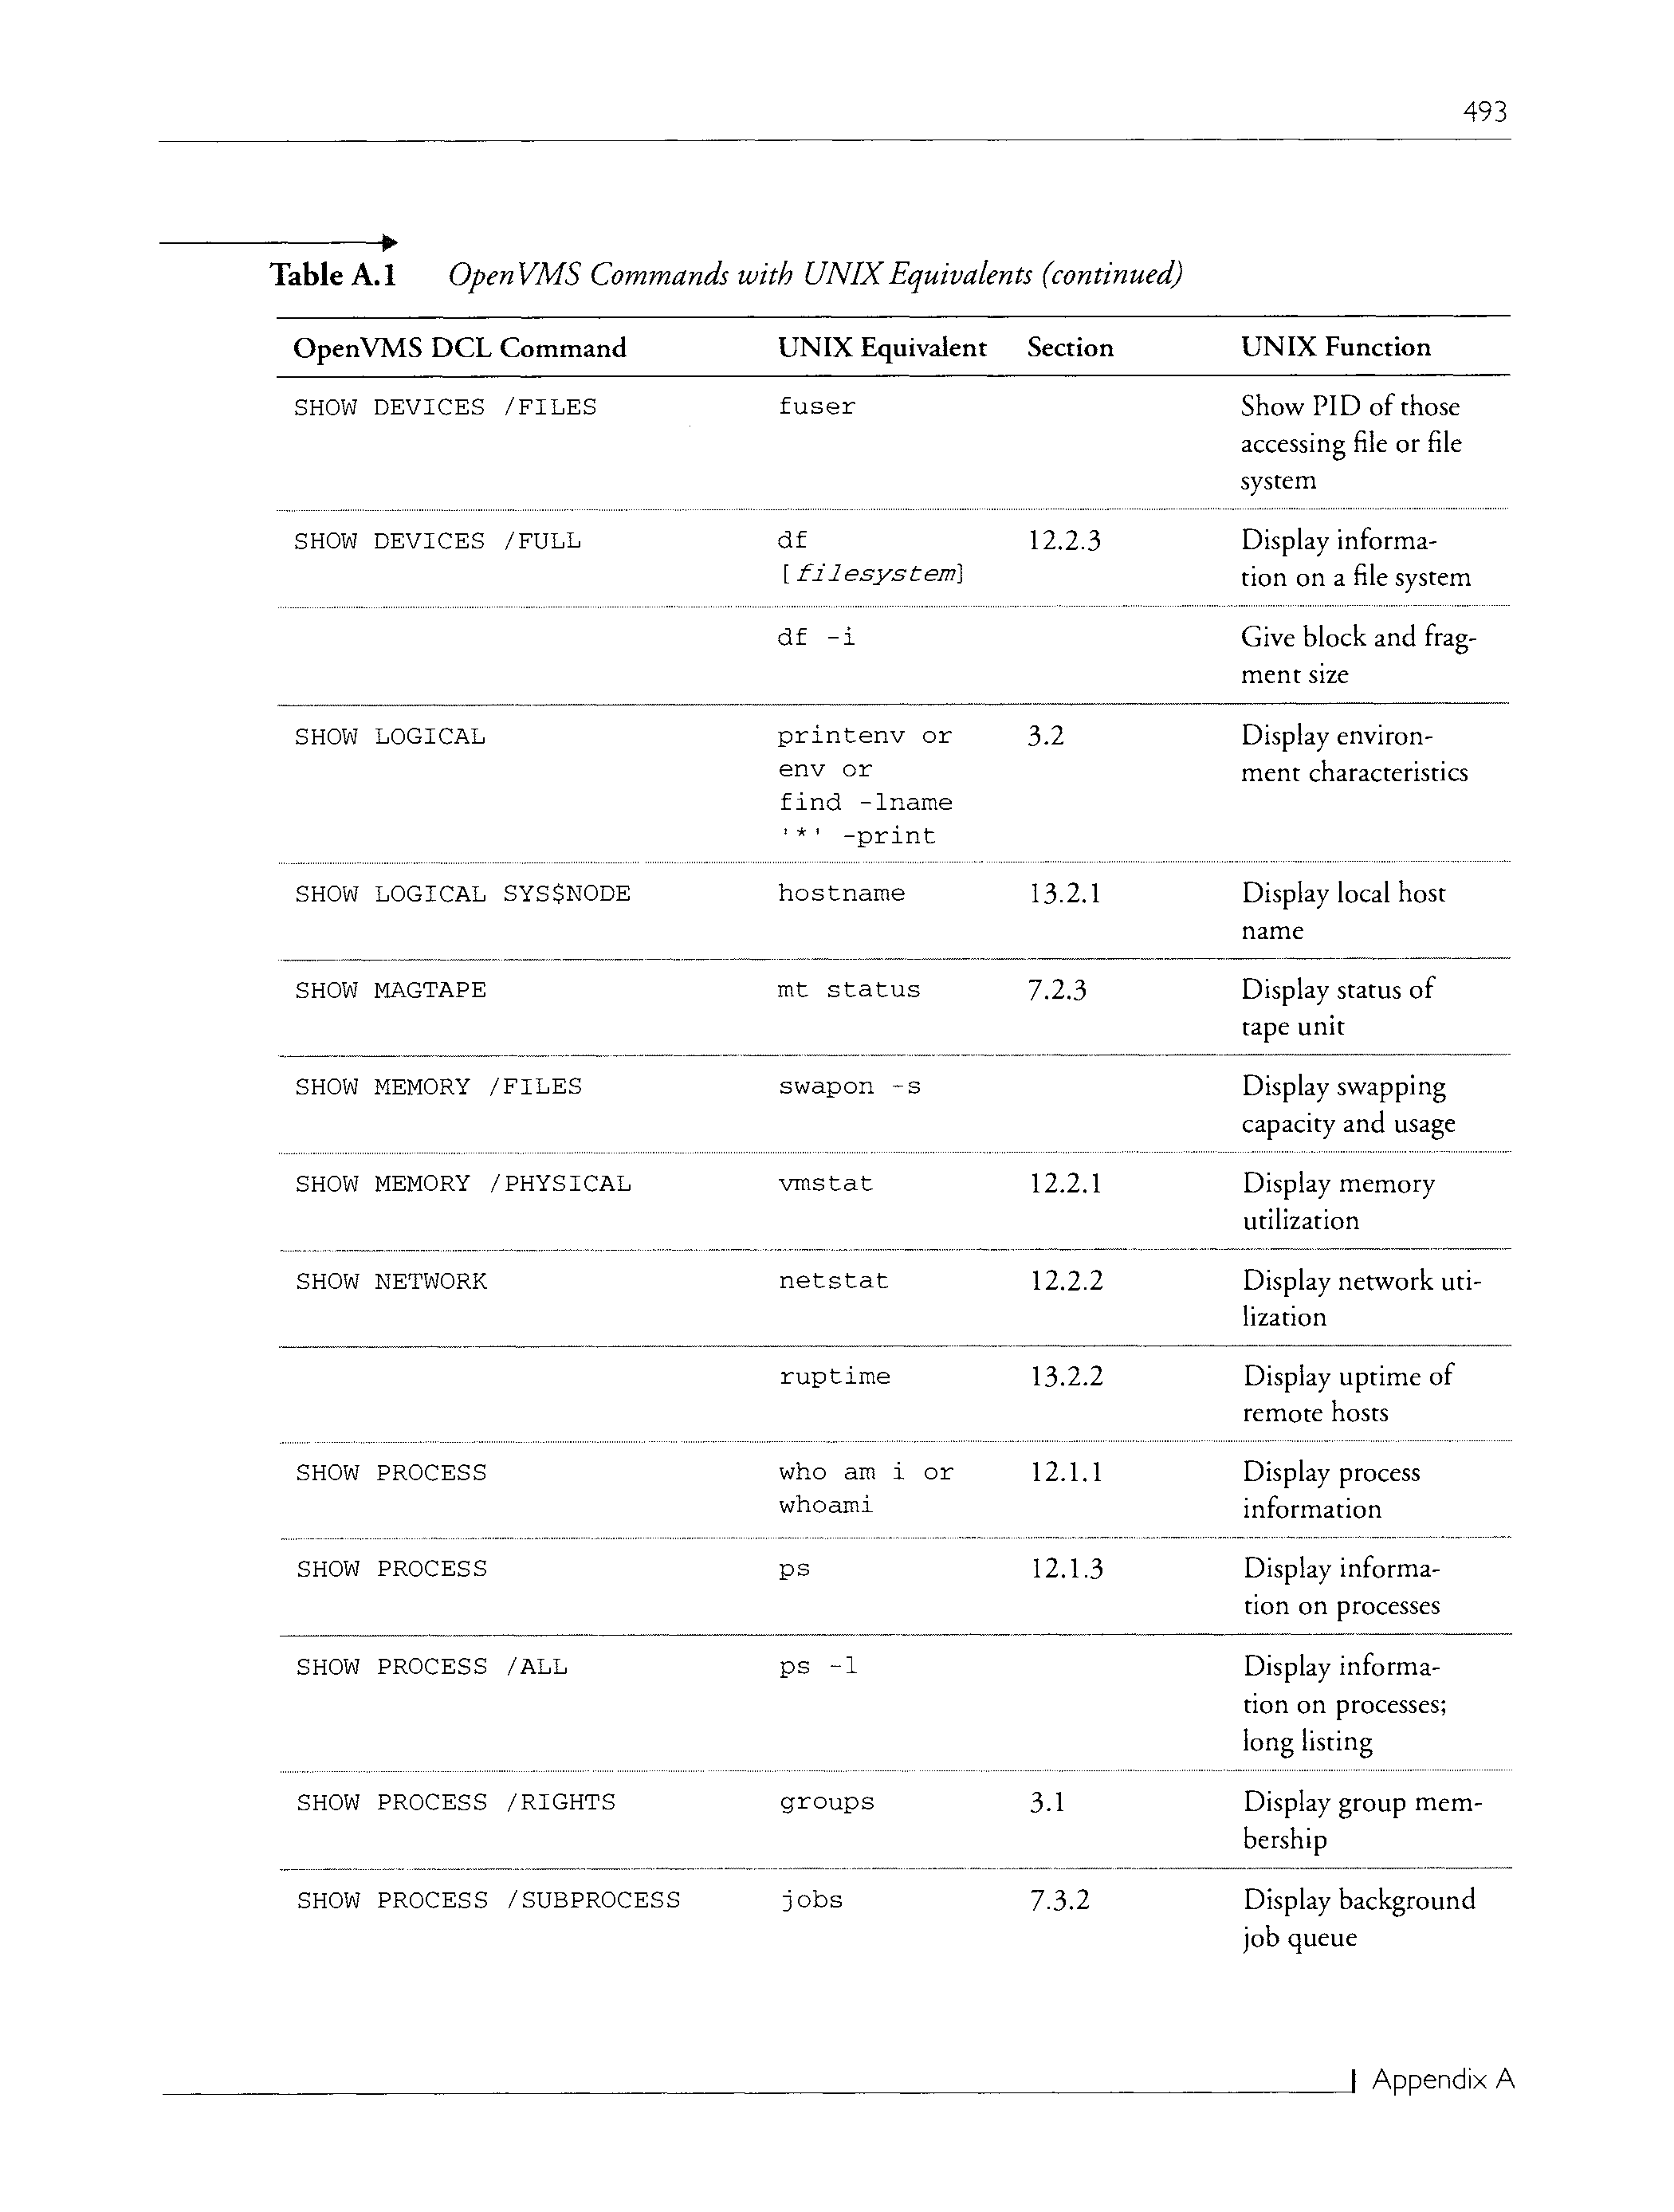 493
Table A.1 OpenVMS Commands with UNIX Equivalents (continued)
OpenVMS DCL Command UNIX Equivalent Section UNIX Function
SHOW DEVICES /FILES fuser Show PID of those
accessing file or file
system
SHOW DEVICES /FULL df 12.2.3 Display informa-
[filesystem] tion on a file system
df -i Give block and frag-
ment size
SHOW LOGICAL printenv or 3.2 Display environ-
env or ment characteristics
find -lname
'*' -print
SHOW LOGICAL SYS$NODE hostname 13.2.1 Display local host
name
SHOW MAGTAPE mt status 7.2.3 Display status of
tape unit
SHOW MEMORY /FILES swapon -s Display swapping
capacity and usage
SHOW MEMORY /PHYSICAL vmstat 12.2.1 Display memory
utilization
SHOW NETWORK netstat 12.2.2 Display network uti-
lization
ruptime 13.2.2 Display uptime of
remote hosts
SHOW PROCESS who am i or 12.1.1 Display process
whoami information
SHOW PROCESS ps 12.1.3 Display informa-
tion on processes
SHOW PROCESS /ALL ps -l Display informa-
tion on processes;
long listing
SHOW PROCESS /RIGHTS groups 3.1 Display group mem-
bership
SHOW PROCESS /SUBPROCESS jobs 7.3.2 Display background
job queue
Appendix A